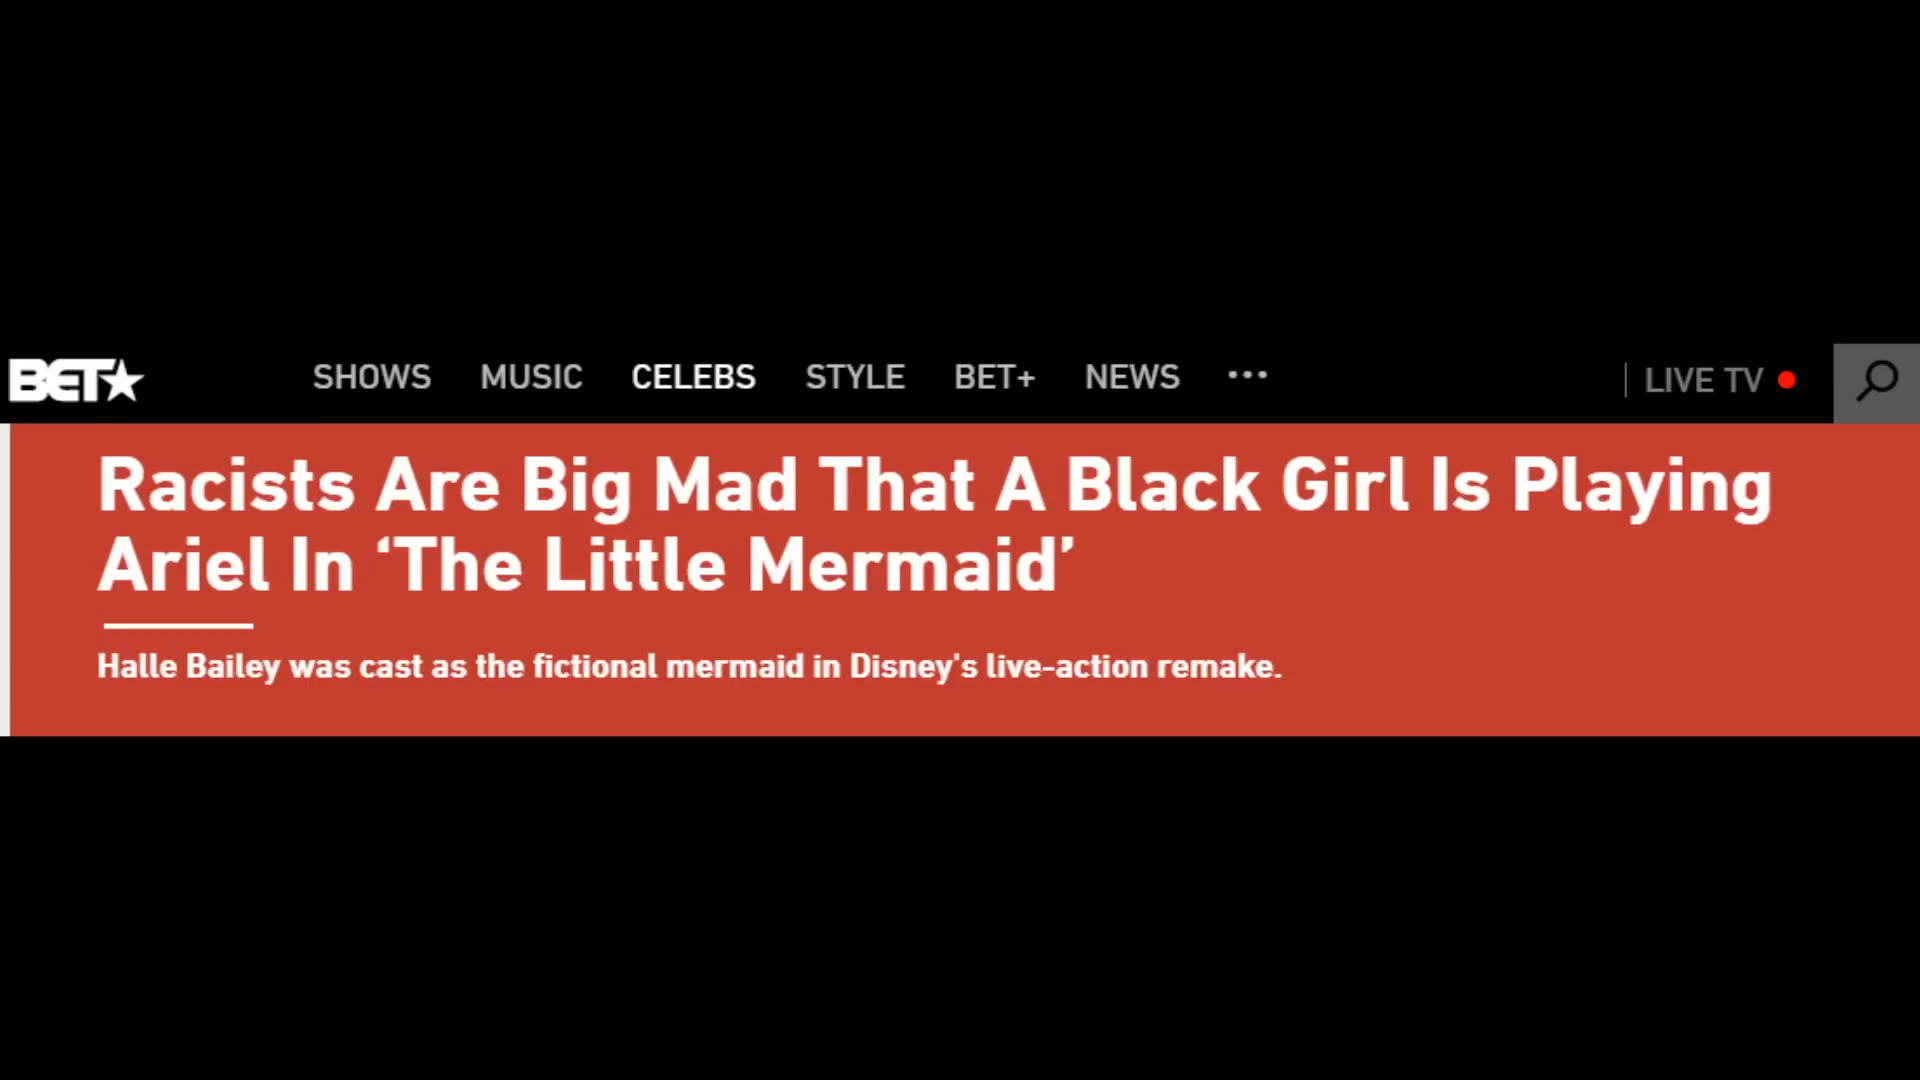 BET★ SHOWS MUSIC CELEBS STYLE BET+ NEWS ••• | LIVE TV
Racists Are Big Mad That A Black Girl Is Playing
Ariel In ‘The Little Mermaid’
Halle Bailey was cast as the fictional mermaid in Disney's live-action remake.